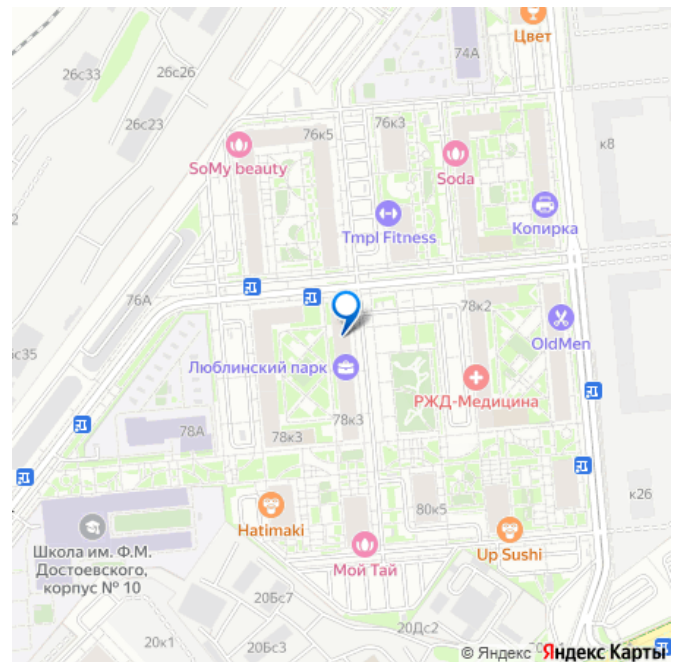 Цвет
74А
26с33
26с26
26с23
76к5
76к3
к8
SoMy beauty
Soda
Tmpl Fitness
Копирка
76А
78к2
OldMen
с35
Люблинский парк
РЖД-Медицина
78А
78к3
78к3
80к5
к26
Hatimaki
Up Sushi
Школа им. Ф.М.
Достоевского,
корпус № 10
Мой Тай
20Бс7
20Дс2
20к1
20Бс3
© Яндекс Яндекс Карты